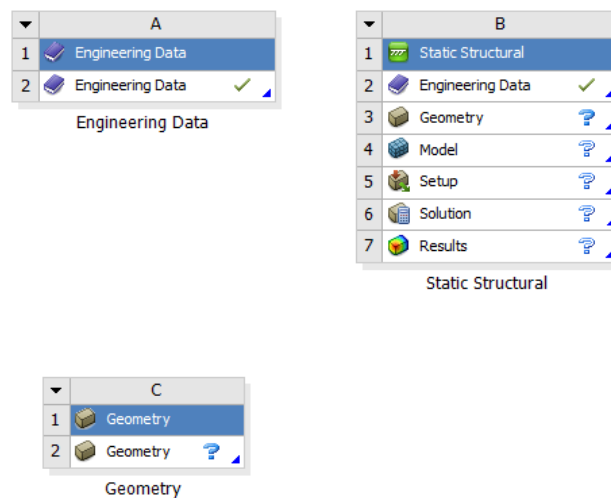 A
1 Engineering Data
2 Engineering Data
Engineering Data
B
1 Static Structural
2 Engineering Data
3 Geometry ?
4 Model ?
5 Setup ?
6 Solution ?
7 Results ?
Static Structural
C
1 Geometry
2 Geometry ?
Geometry